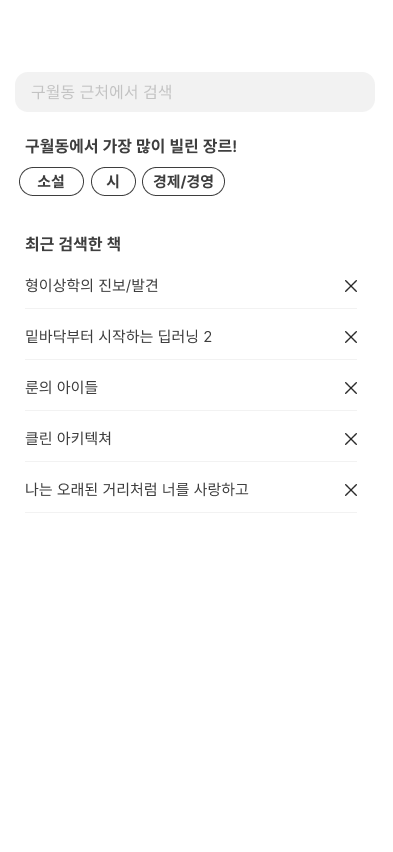 구월동 근처에서 검색
구월동에서 가장 많이 빌린 장르!
소설 시 경제/경영
최근 검색한 책
형이상학의 진보/발견
밑바닥부터 시작하는 딥러닝 2
룬의 아이들
클린 아키텍쳐
나는 오래된 거리처럼 너를 사랑하고